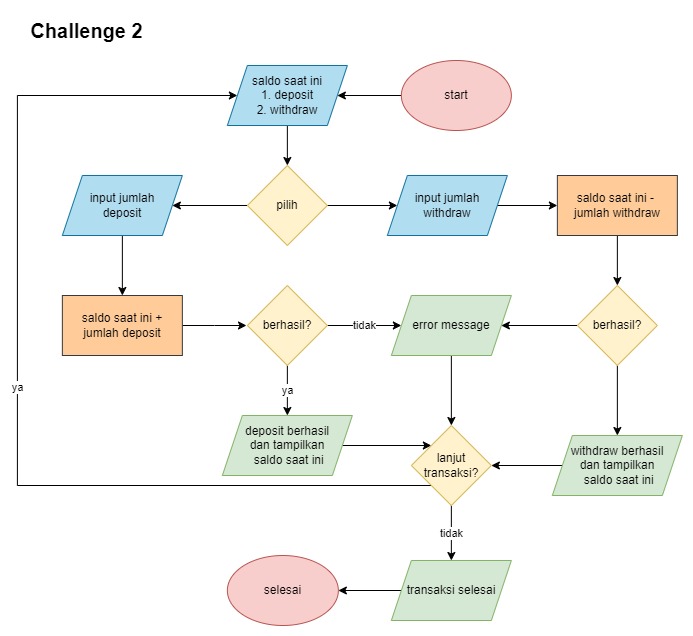 Challenge 2
saldo saat ini
1. deposit
2. withdraw
start
input jumlah
deposit
pilih
input jumlah
withdraw
saldo saat ini -
jumlah withdraw
saldo saat ini +
jumlah deposit
berhasil?
tidak
error message
berhasil?
ya
ya
deposit berhasil
dan tampilkan
saldo saat ini
lanjut
transaksi?
withdraw berhasil
dan tampilkan
saldo saat ini
tidak
selesai
transaksi selesai